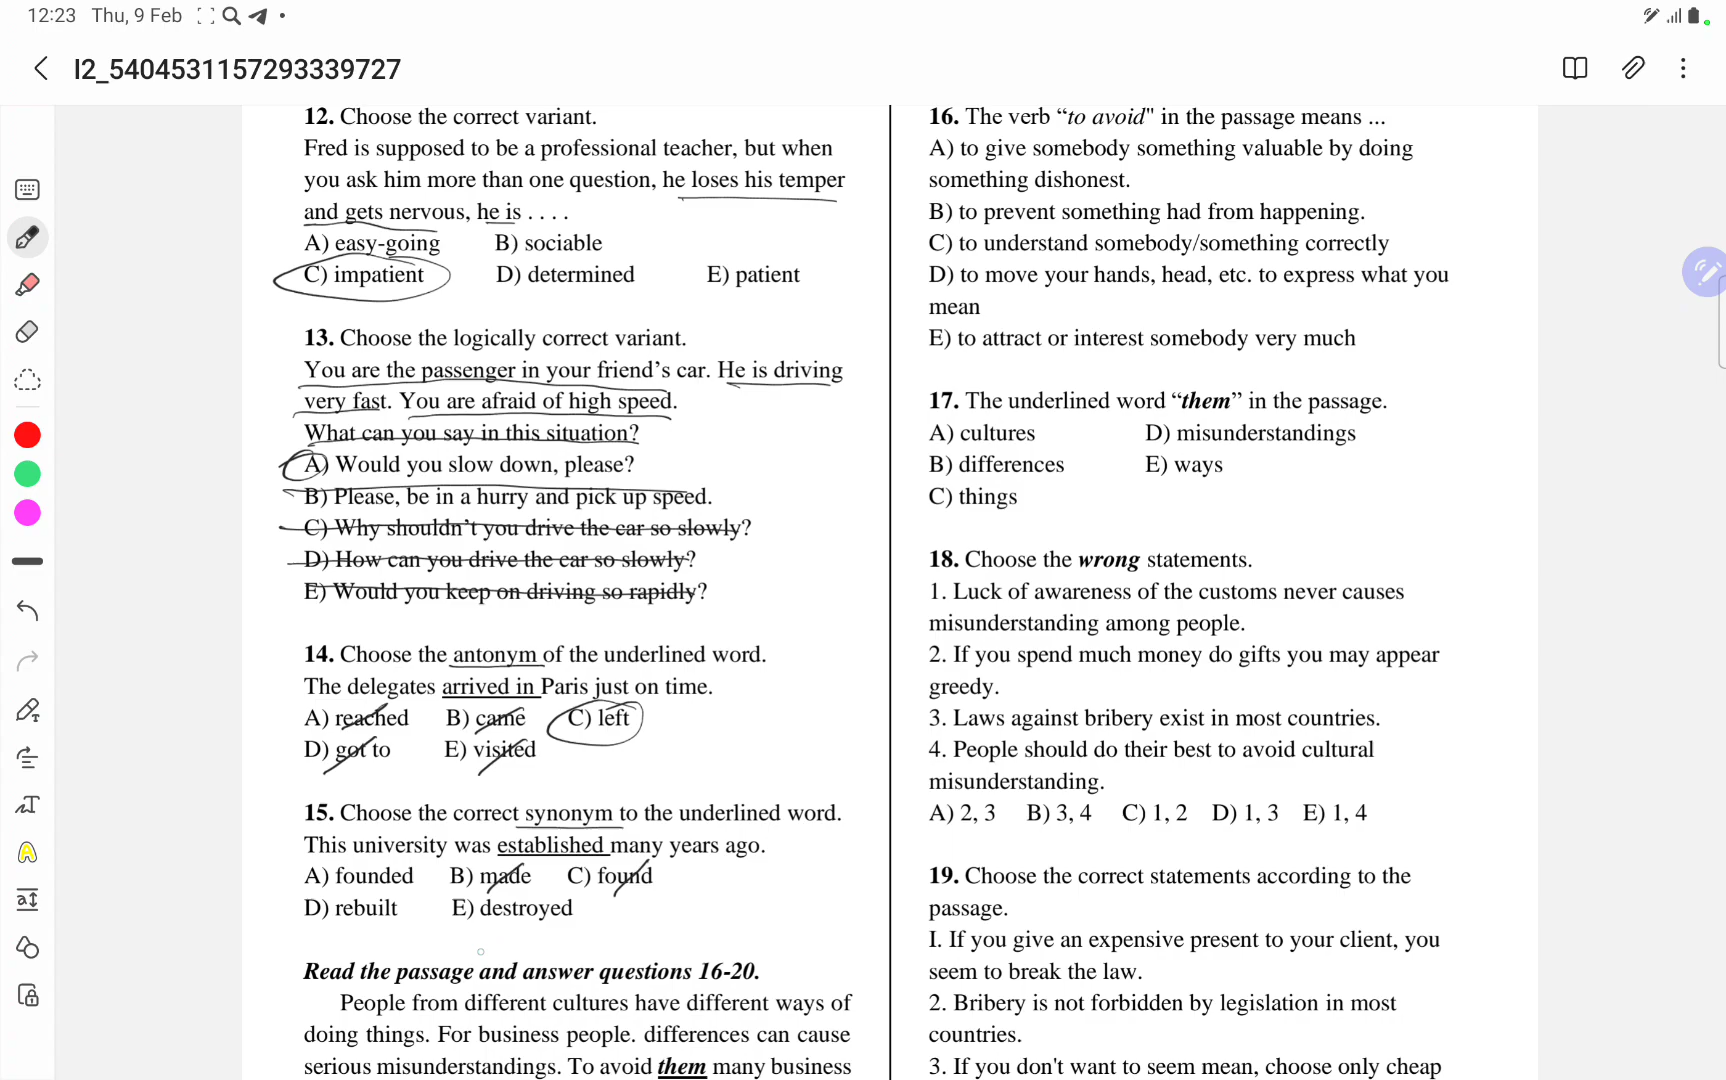 12:23 Thu, 9 Feb
I2_5404531157293339727
12. Choose the correct variant.
Fred is supposed to be a professional teacher, but when
you ask him more than one question, he loses his temper
and gets nervous, he is . . . .
A) easy-going B) sociable
C) impatient D) determined E) patient
13. Choose the logically correct variant.
You are the passenger in your friend’s car. He is driving
very fast. You are afraid of high speed.
What can you say in this situation?
A) Would you slow down, please?
B) Please, be in a hurry and pick up speed.
C) Why shouldn’t you drive the car so slowly?
D) How can you drive the car so slowly?
E) Would you keep on driving so rapidly?
14. Choose the antonym of the underlined word.
The delegates arrived in Paris just on time.
A) reached B) came C) left
D) got to E) visited
15. Choose the correct synonym to the underlined word.
This university was established many years ago.
A) founded B) made C) found
D) rebuilt E) destroyed
Read the passage and answer questions 16-20.
People from different cultures have different ways of
doing things. For business people. differences can cause
serious misunderstandings. To avoid them many business
16. The verb “to avoid" in the passage means ...
A) to give somebody something valuable by doing
something dishonest.
B) to prevent something had from happening.
C) to understand somebody/something correctly
D) to move your hands, head, etc. to express what you
mean
E) to attract or interest somebody very much
17. The underlined word “them” in the passage.
A) cultures D) misunderstandings
B) differences E) ways
C) things
18. Choose the wrong statements.
1. Luck of awareness of the customs never causes
misunderstanding among people.
2. If you spend much money do gifts you may appear
greedy.
3. Laws against bribery exist in most countries.
4. People should do their best to avoid cultural
misunderstanding.
A) 2, 3 B) 3, 4 C) 1, 2 D) 1, 3 E) 1, 4
19. Choose the correct statements according to the
passage.
I. If you give an expensive present to your client, you
seem to break the law.
2. Bribery is not forbidden by legislation in most
countries.
3. If you don't want to seem mean, choose only cheap